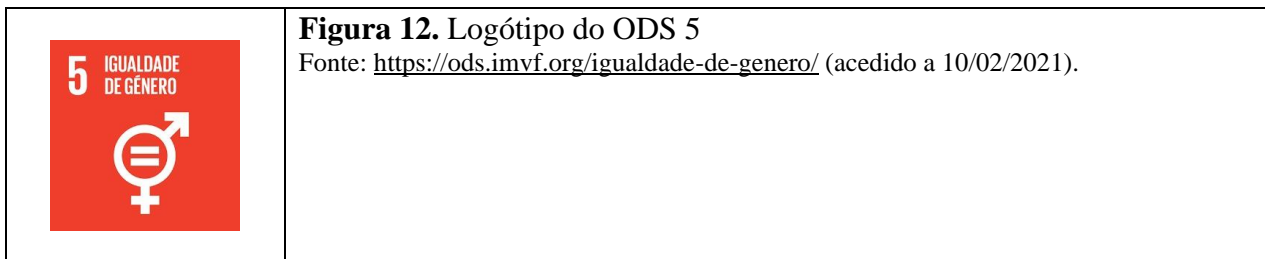 5 IGUALDADE
DE GÉNERO
Figura 12. Logótipo do ODS 5
Fonte: https://ods.imvf.org/igualdade-de-genero/ (acedido a 10/02/2021).